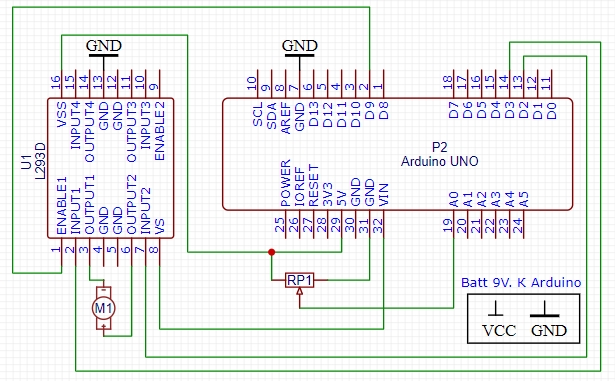 GND
GND
16 15 14 13 12 11 10 9
VSS
INPUT4
OUTPUT4
GND
GND
OUTPUT3
INPUT3
ENABLE2
U1
L293D
ENABLE1
INPUT1
OUTPUT1
GND
GND
OUTPUT2
INPUT2
VS
1 2 3 4 5 6 7 8
10 9 8 7 6 5 4 3 2 1
18 17 16 15 14 13 12 11
SCL
SDA
AREF
GND
D13
D12
D11
D10
D9
D8
D7
D6
D5
D4
D3
D2
D1
D0
P2
Arduino UNO
POWER
IOREF
RESET
3V3
5V
GND
GND
VIN
A0
A1
A2
A3
A4
A5
25 26 27 28 29 30 31 32
19 20 21 22 23 24
RP1
M1
Batt 9V. K Arduino
VCC GND